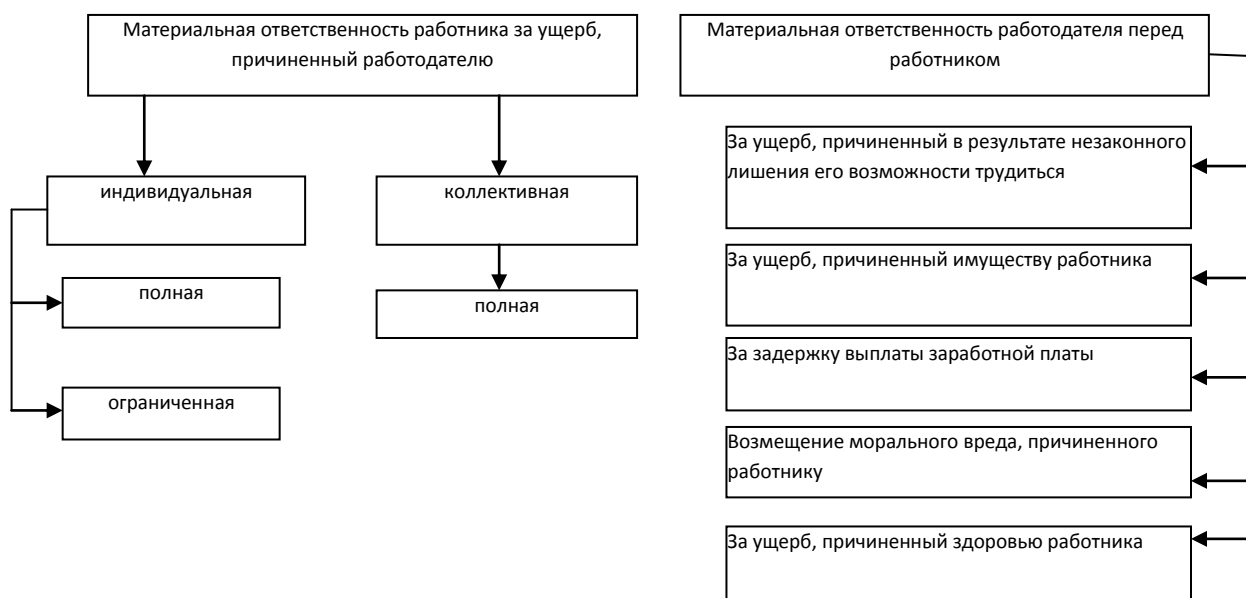 Материальная ответственность работника за ущерб,
причиненный работодателю
индивидуальная
коллективная
полная
полная
ограниченная
Материальная ответственность работодателя перед
работником
За ущерб, причиненный в результате незаконного
лишения его возможности трудиться
За ущерб, причиненный имуществу работника
За задержку выплаты заработной платы
Возмещение морального вреда, причиненного
работнику
За ущерб, причиненный здоровью работника